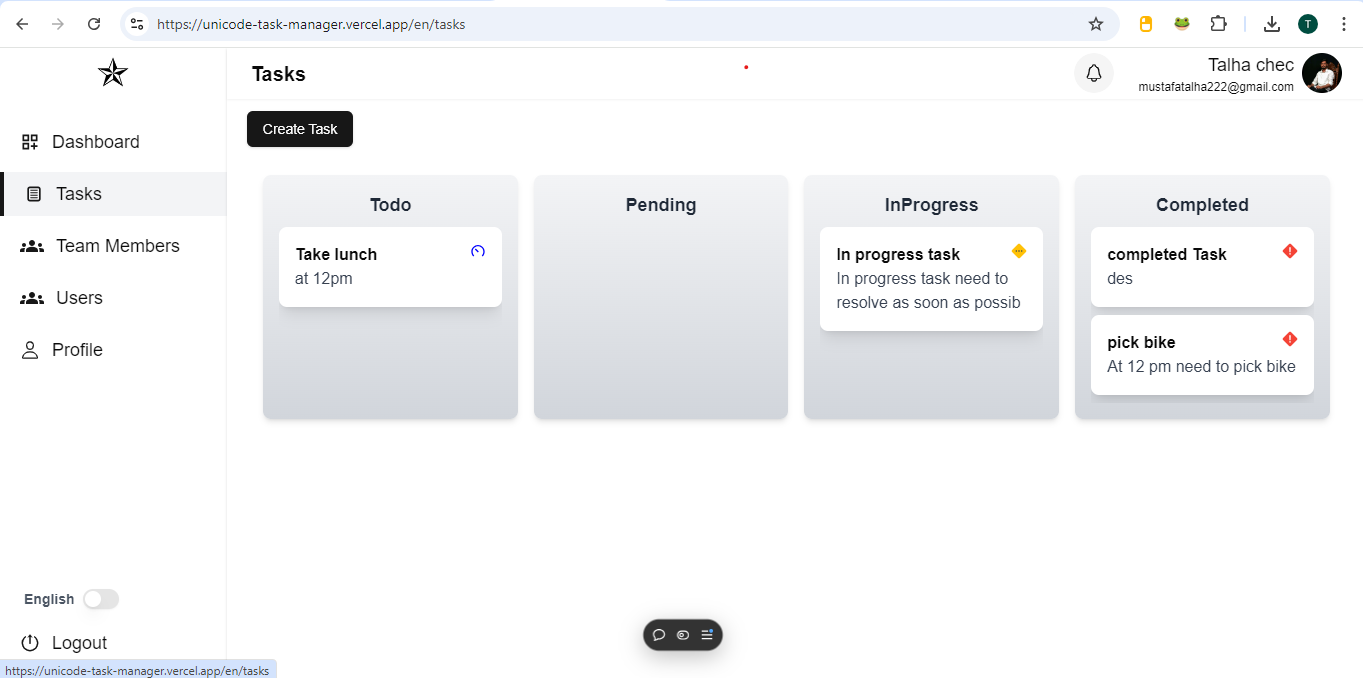 https://unicode-task-manager.vercel.app/en/tasks
T
Tasks
Talha chec
mustafatalha222@gmail.com
Dashboard
Tasks
Team Members
Users
Profile
Create Task
Todo
Take lunch
at 12pm
Pending
InProgress
In progress task
In progress task need to
resolve as soon as possib
Completed
completed Task
des
pick bike
At 12 pm need to pick bike
English
Logout
https://unicode-task-manager.vercel.app/en/tasks